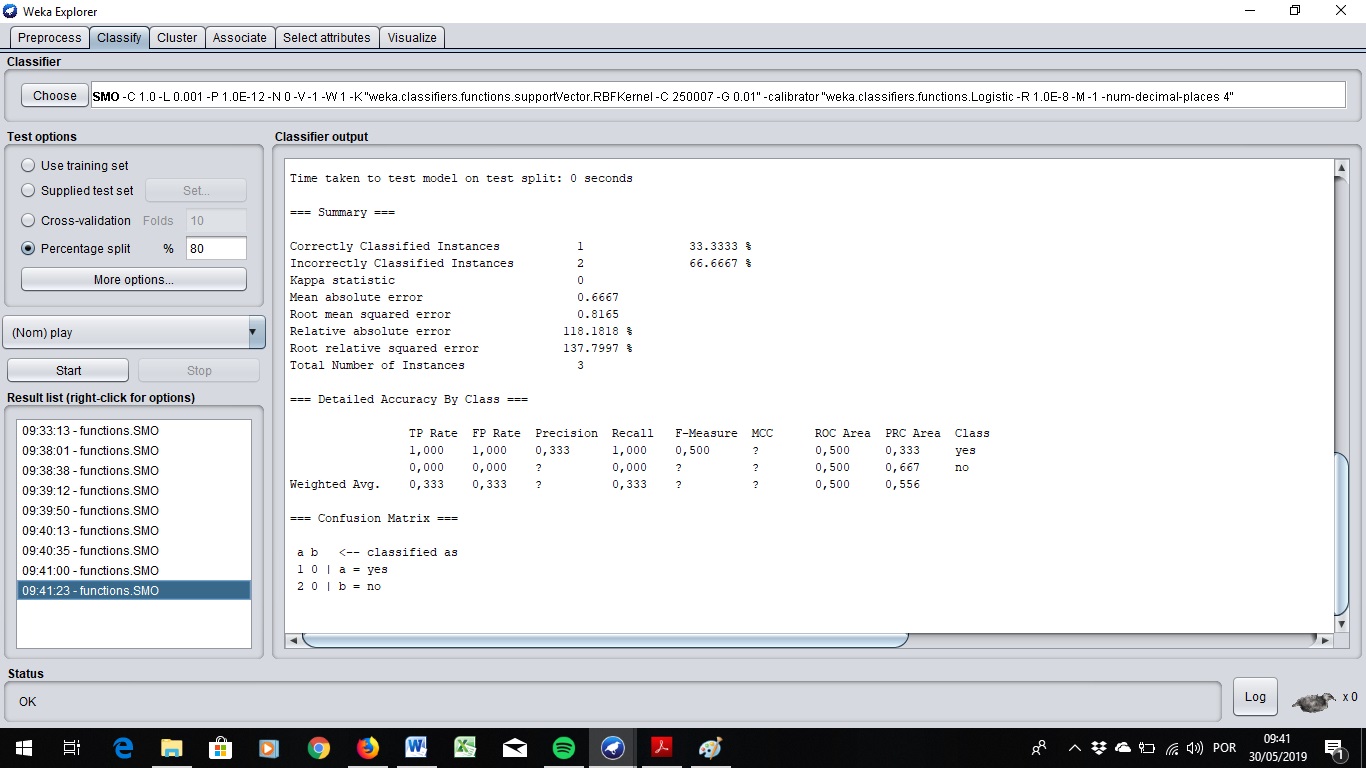 Weka Explorer
Preprocess Classify Cluster Associate Select attributes Visualize
Classifier
Choose SMO -C 1.0 -L 0.001 -P 1.0E-12 -N 0 -V -1 -W 1 -K "weka.classifiers.functions.supportVector.RBFKernel -C 250007 -G 0.01" -calibrator "weka.classifiers.functions.Logistic -R 1.0E-8 -M -1 -num-decimal-places 4"
Test options
Use training set
Supplied test set Set...
Cross-validation Folds 10
Percentage split % 80
More options...
(Nom) play
Start Stop
Result list (right-click for options)
09:33:13 - functions.SMO
09:38:01 - functions.SMO
09:38:38 - functions.SMO
09:39:12 - functions.SMO
09:39:50 - functions.SMO
09:40:13 - functions.SMO
09:40:35 - functions.SMO
09:41:00 - functions.SMO
09:41:23 - functions.SMO
Classifier output
Time taken to test model on test split: 0 seconds
=== Summary ===
Correctly Classified Instances 1 33.3333 %
Incorrectly Classified Instances 2 66.6667 %
Kappa statistic 0
Mean absolute error 0.6667
Root mean squared error 0.8165
Relative absolute error 118.1818 %
Root relative squared error 137.7997 %
Total Number of Instances 3
=== Detailed Accuracy By Class ===
TP Rate FP Rate Precision Recall F-Measure MCC ROC Area PRC Area Class
1,000 1,000 0,333 1,000 0,500 ? 0,500 0,333 yes
0,000 0,000 ? 0,000 ? ? 0,500 0,667 no
Weighted Avg. 0,333 0,333 ? 0,333 ? ? 0,500 0,556
=== Confusion Matrix ===
a b <-- classified as
1 0 | a = yes
2 0 | b = no
Status
OK
Log x 0
POR 09:41
30/05/2019
1